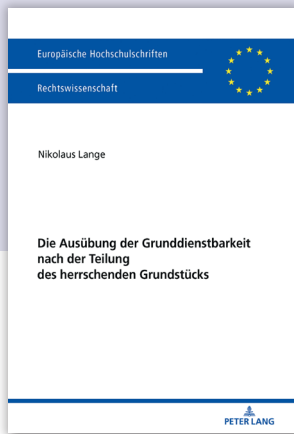 Europäische Hochschulschriften
Rechtswissenschaft
Nikolaus Lange
Die Ausübung der Grunddienstbarkeit
nach der Teilung
des herrschenden Grundstücks
PETER LANG